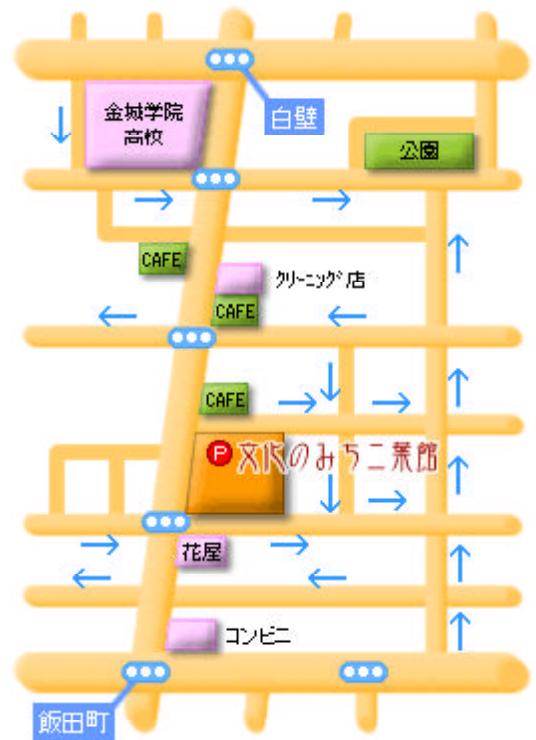 白壁
金城学院
高校
公園
CAFE
クリーニング店
CAFE
CAFE
P 文化のみち二葉館
花屋
コンビニ
飯田町